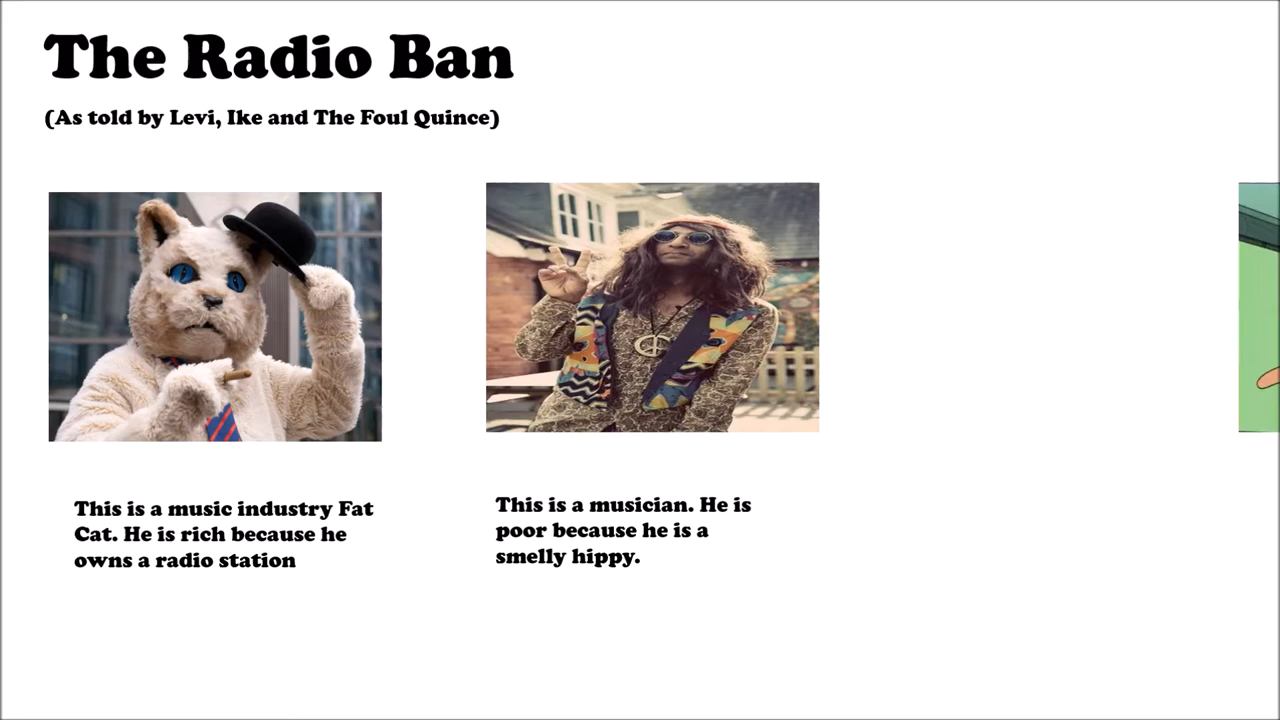 The Radio Ban
(As told by Levi, Ike and The Foul Quince)
This is a music industry Fat
Cat. He is rich because he
owns a radio station
This is a musician. He is
poor because he is a
smelly hippy.